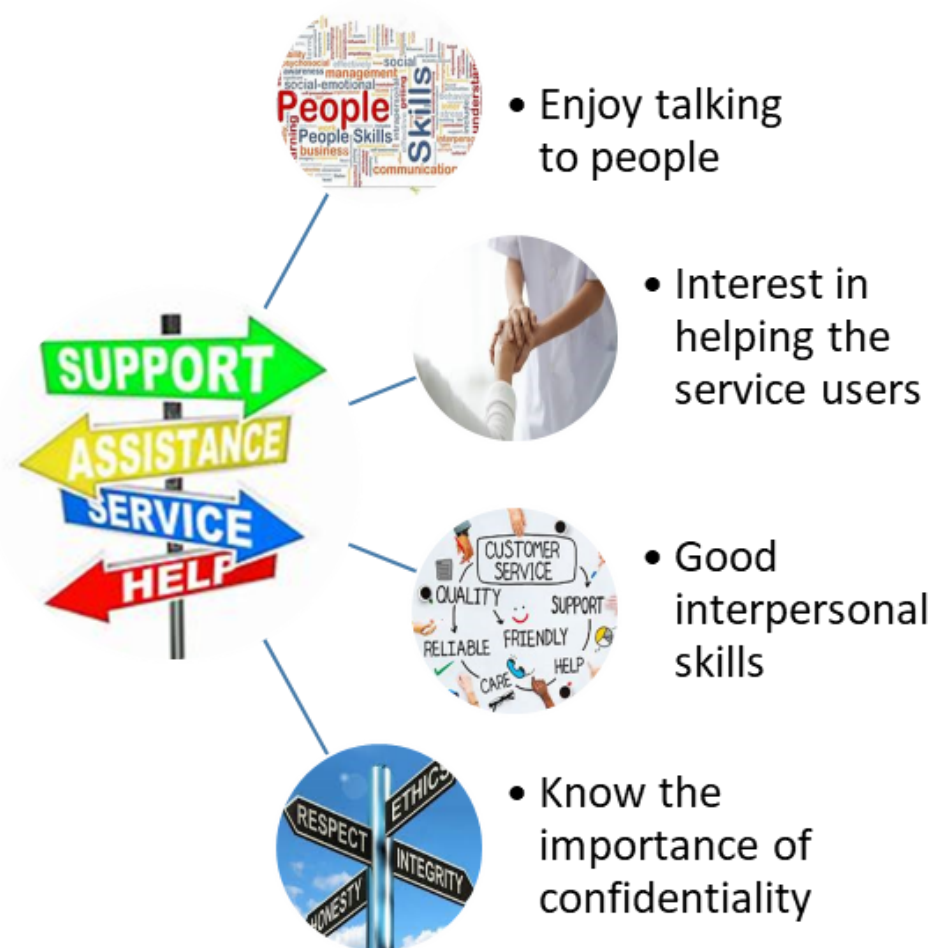 social
management
social-emotional
People
Skills
People Skills
business
communication
• Enjoy talking
to people
SUPPORT
ASSISTANCE
SERVICE
HELP
• Interest in
helping the
service users
CUSTOMER
SERVICE
QUALITY
SUPPORT
RELIABLE
FRIENDLY
HELP
CARE
• Good
interpersonal
skills
ETHICS
RESPECT
INTEGRITY
HONESTY
• Know the
importance of
confidentiality